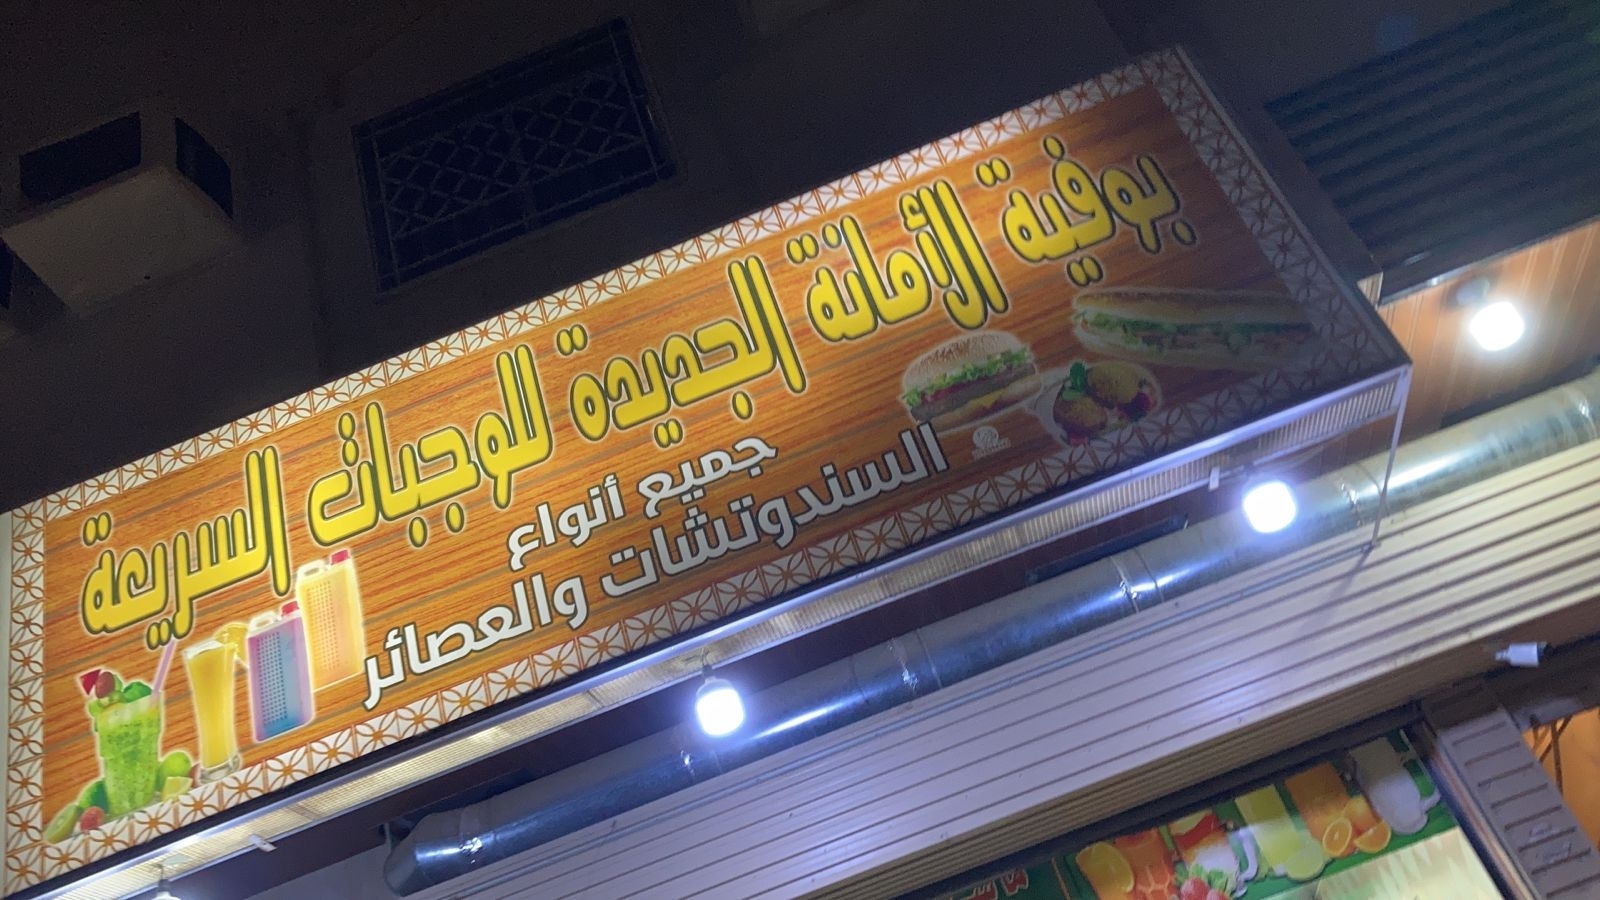 بوفية الأمانة الجديدة للوجبات السريعة
جميع أنواع
السندوتشات والعصائر